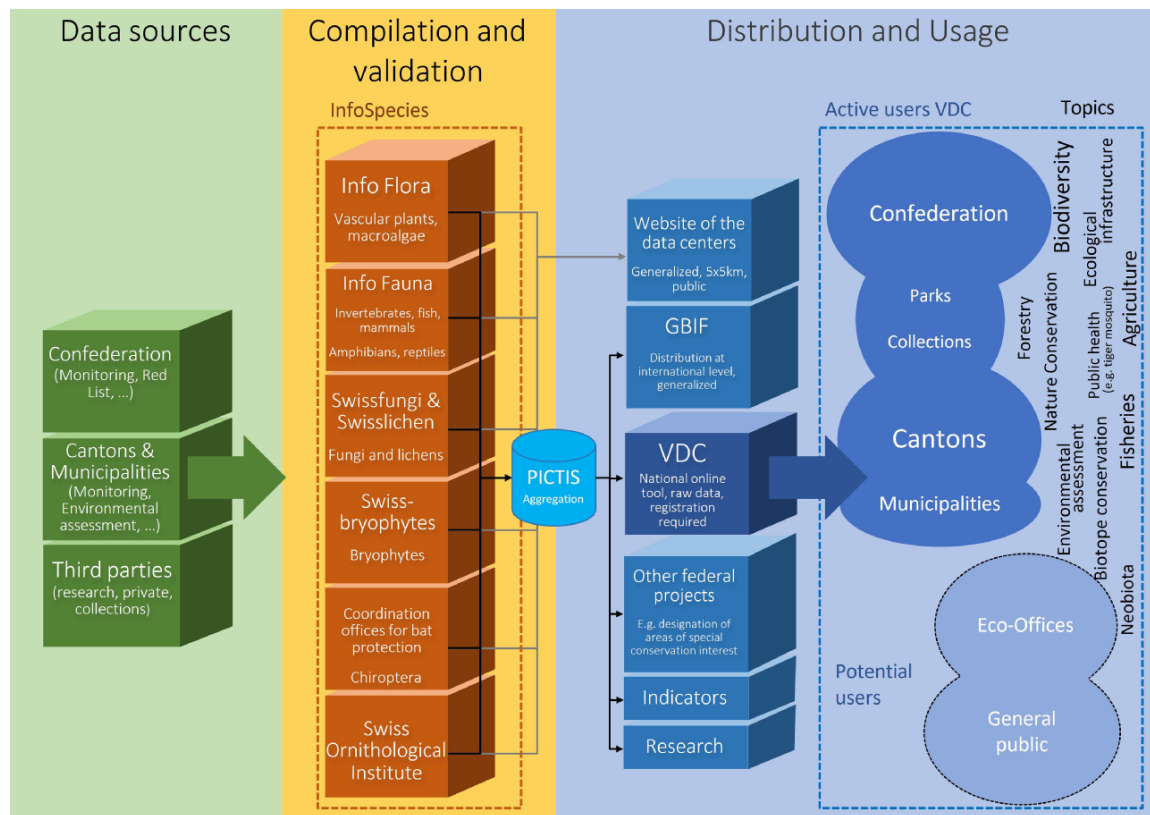 Data sources
Compilation and
validation
Distribution and Usage
InfoSpecies
Active users VDC
Topics
Confederation
(Monitoring, Red
List, ...)
Cantons &
Municipalities
(Monitoring,
Environmental
assessment, ...)
Third parties
(research, private,
collections)
Info Flora
Vascular plants,
macroalgae
Info Fauna
Invertebrates, fish,
mammals
Amphibians, reptiles
Swissfungi &
Swisslichen
Fungi and lichens
Swiss-
bryophytes
Bryophytes
Coordination
offices for bat
protection
Chiroptera
Swiss
Ornithological
Institute
PICTIS
Aggregation
Website of the
data centers
Generalized, 5x5km,
public
GBIF
Distribution at
international level,
generalized
VDC
National online
tool, raw data,
registration
required
Other federal
projects
E.g. designation of
areas of special
conservation interest
Indicators
Research
Confederation
Parks
Collections
Cantons
Municipalities
Eco-Offices
General
public
Potential
users
Biodiversity
Ecological
infrastructure
Forestry
Nature Conservation
Public health
(e.g. tiger mosquito)
Agriculture
Environmental
assessment
Biotope conservation
Fisheries
Neobiota